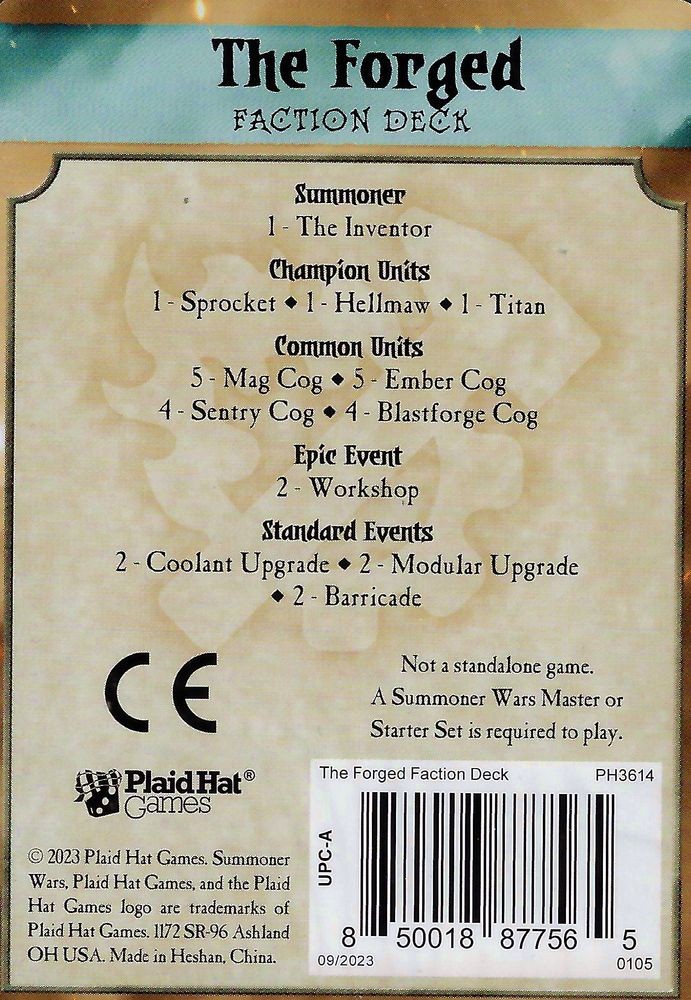 The Forged
FACTION DECK
Summoner
1 - The Inventor
Champion Units
1 - Sprocket ◆ 1 - Hellmaw ◆ 1 - Titan
Common Units
5 - Mag Cog ◆ 5 - Ember Cog
4 - Sentry Cog ◆ 4 - Blastforge Cog
Epic Event
2 - Workshop
Standard Events
2 - Coolant Upgrade ◆ 2 - Modular Upgrade
◆ 2 - Barricade
CE
Not a standalone game.
A Summoner Wars Master or
Starter Set is required to play.
Plaid Hat®
Games
© 2023 Plaid Hat Games. Summoner
Wars, Plaid Hat Games, and the Plaid
Hat Games logo are trademarks of
Plaid Hat Games. 1172 SR-96 Ashland
OH USA. Made in Heshan, China.
The Forged Faction Deck PH3614
UPC-A
8 50018 87756 5
09/2023 0105